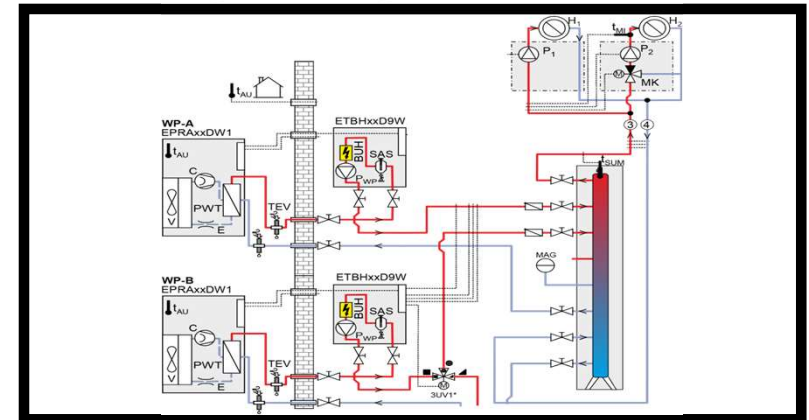 H₁
H₂
tMI
P₁
P₂
M
MK
3
4
tAU
WP-A
EPRAxxDW1
tAU
C
PWT
E
TEV
ETBHxxD9W
BUH
SAS
PWP
tSUM
MAG
WP-B
EPRAxxDW1
tAU
C
PWT
E
TEV
ETBHxxD9W
BUH
SAS
PWP
M
3UV1*